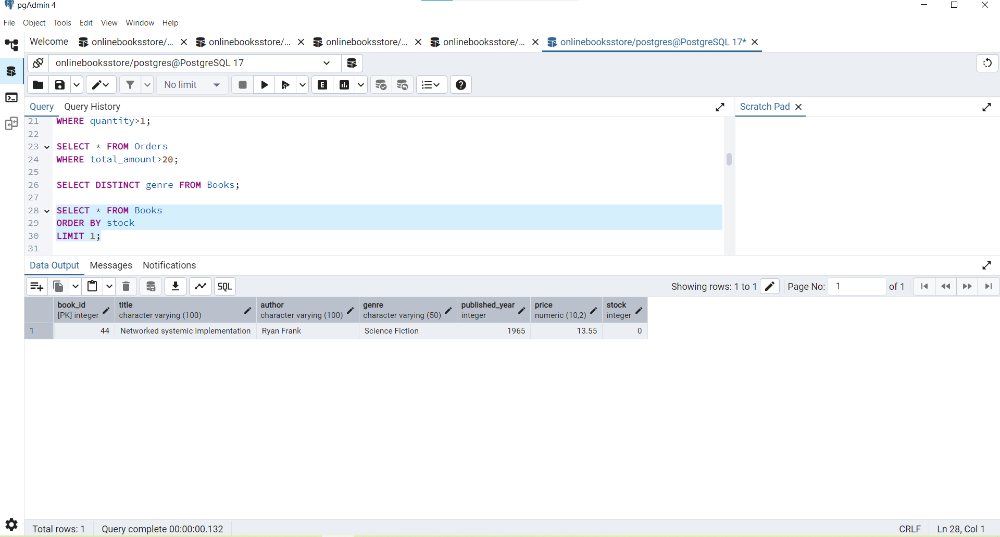 pgAdmin 4
File Object Tools Edit View Window Help
Welcome onlinebooksstore/... onlinebooksstore/... onlinebooksstore/... onlinebooksstore/... onlinebooksstore/postgres@PostgreSQL 17*
onlinebooksstore/postgres@PostgreSQL 17
No limit E
Query Query History Scratch Pad
21 WHERE quantity>1;
22
23 SELECT * FROM Orders
24 WHERE total_amount>20;
25
26 SELECT DISTINCT genre FROM Books;
27
28 SELECT * FROM Books
29 ORDER BY stock
30 LIMIT 1;
31
Data Output Messages Notifications
SQL Showing rows: 1 to 1 Page No: 1 of 1
book_id title author genre published_year price stock
[PK] integer character varying (100) character varying (100) character varying (50) integer numeric (10,2) integer
1 44 Networked systemic implementation Ryan Frank Science Fiction 1965 13.55 0
Total rows: 1 Query complete 00:00:00.132 CRLF Ln 28, Col 1